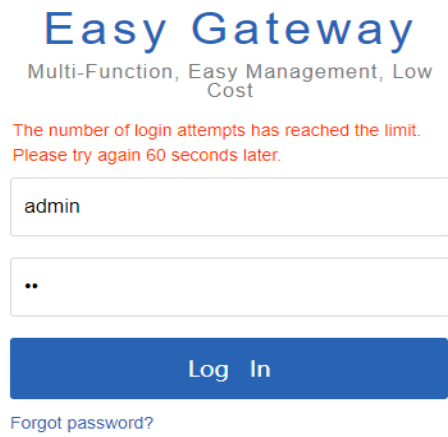 Easy Gateway
Multi-Function, Easy Management, Low
Cost
The number of login attempts has reached the limit.
Please try again 60 seconds later.
admin
••
Log In
Forgot password?